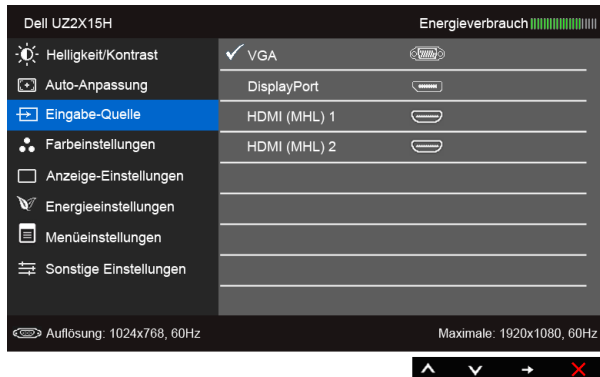 Dell UZ2X15H
Energieverbrauch
Helligkeit/Kontrast
VGA
Auto-Anpassung
DisplayPort
Eingabe-Quelle
HDMI (MHL) 1
Farbeinstellungen
HDMI (MHL) 2
Anzeige-Einstellungen
Energieeinstellungen
Menüeinstellungen
Sonstige Einstellungen
Auflösung: 1024x768, 60Hz
Maximale: 1920x1080, 60Hz